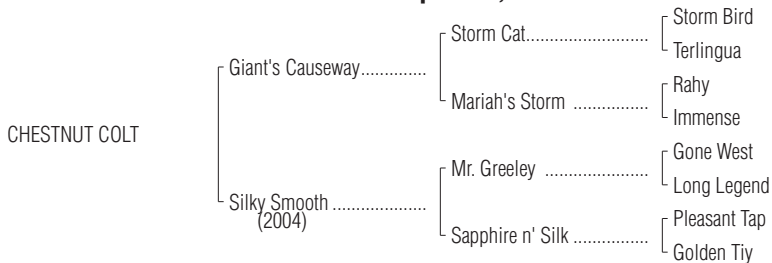 Storm Bird
Storm Cat..........................
Terlingua
Giant's Causeway..............
Rahy
Mariah's Storm ................
Immense
CHESTNUT COLT
Gone West
Mr. Greeley ......................
Long Legend
Silky Smooth ....................
(2004)
Pleasant Tap
Sapphire n' Silk ................
Golden Tiy